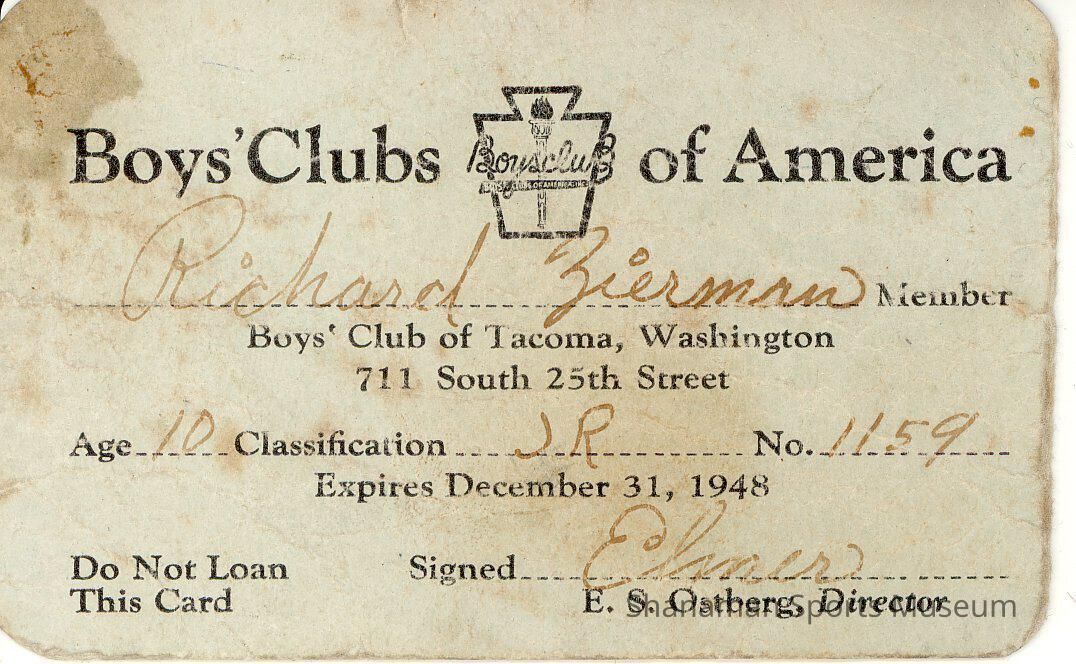 Boys' Clubs Boys club of America
Richard Zierman Member
Boys' Club of Tacoma, Washington
711 South 25th Street
Age 10 Classification JR No. 1159
Expires December 31, 1948
Do Not Loan Signed Elmer
This Card E. S. Ostberg, Director
Shanaman Sports Museum